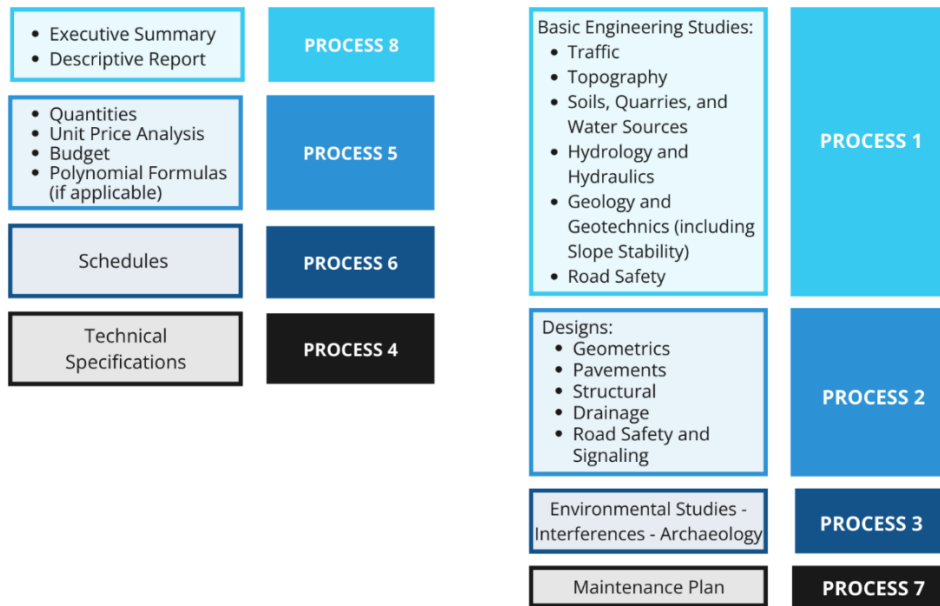 • Executive Summary
• Descriptive Report
PROCESS 8
• Quantities
• Unit Price Analysis
• Budget
• Polynomial Formulas
(if applicable)
PROCESS 5
Schedules
PROCESS 6
Technical
Specifications
PROCESS 4
Basic Engineering Studies:
• Traffic
• Topography
• Soils, Quarries, and
Water Sources
• Hydrology and
Hydraulics
• Geology and
Geotechnics (including
Slope Stability)
• Road Safety
PROCESS 1
Designs:
• Geometrics
• Pavements
• Structural
• Drainage
• Road Safety and
Signaling
PROCESS 2
Environmental Studies -
Interferences - Archaeology
PROCESS 3
Maintenance Plan
PROCESS 7